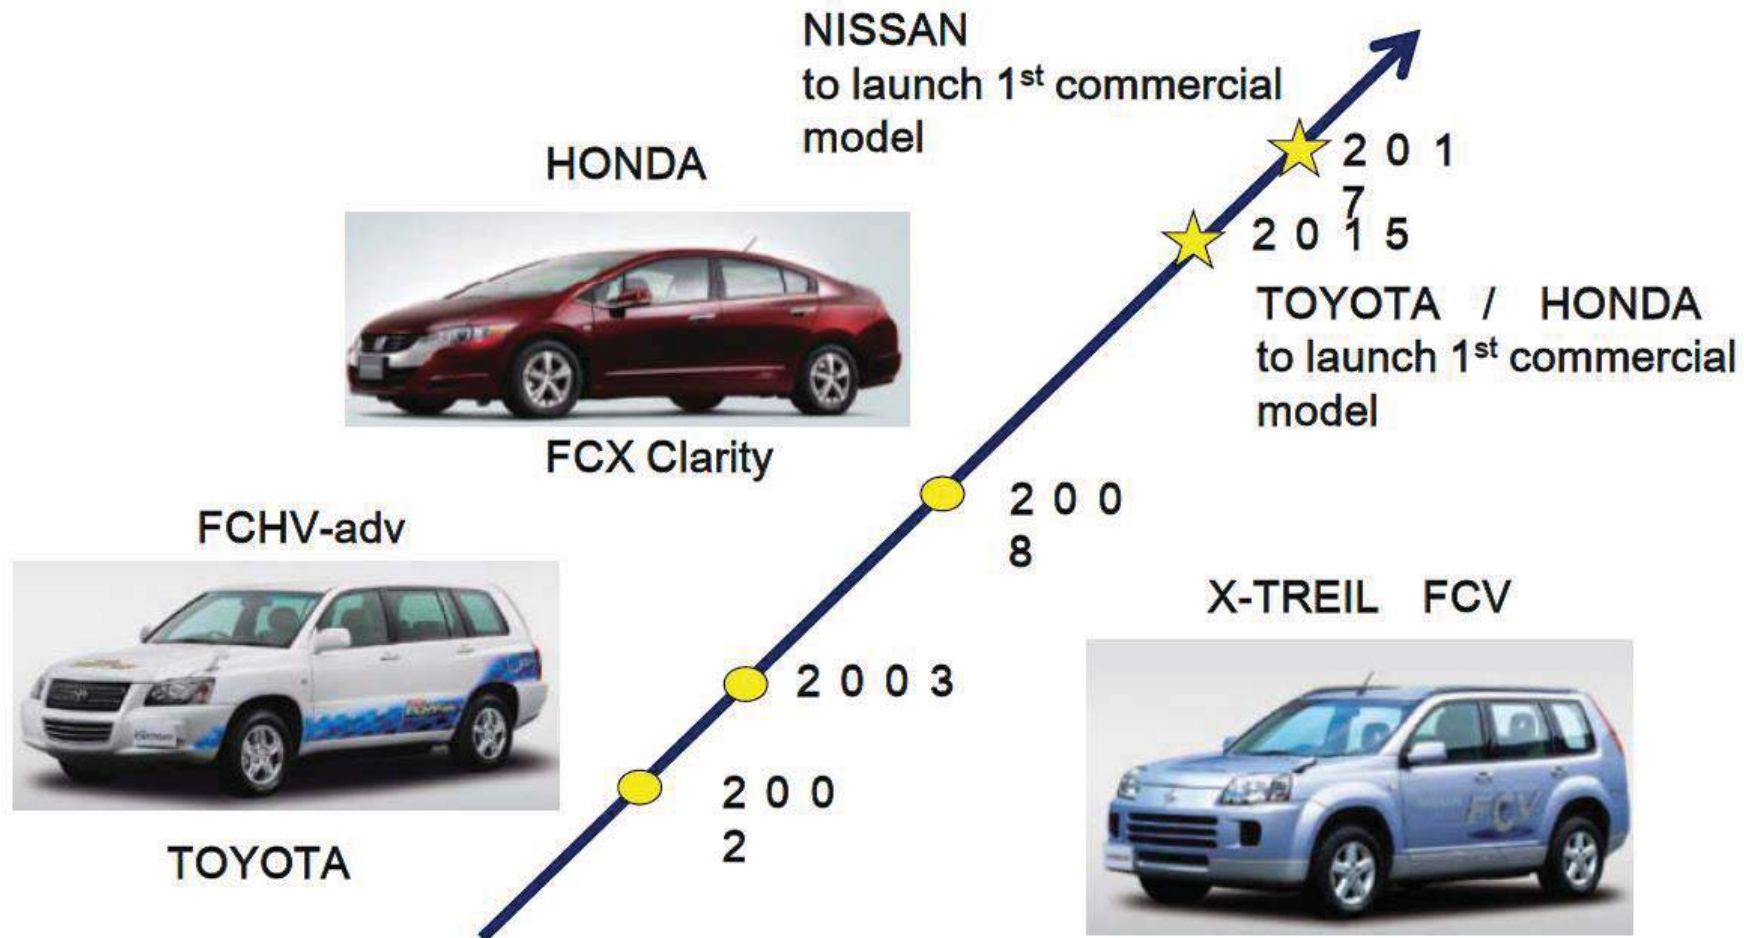 NISSAN
to launch 1st commercial
model
HONDA
2 0 1
7
2 0 1 5
TOYOTA / HONDA
to launch 1st commercial
model
FCX Clarity
2 0 0
8
FCHV-adv
X-TREIL FCV
2 0 0 3
FCV
2 0 0
2
TOYOTA